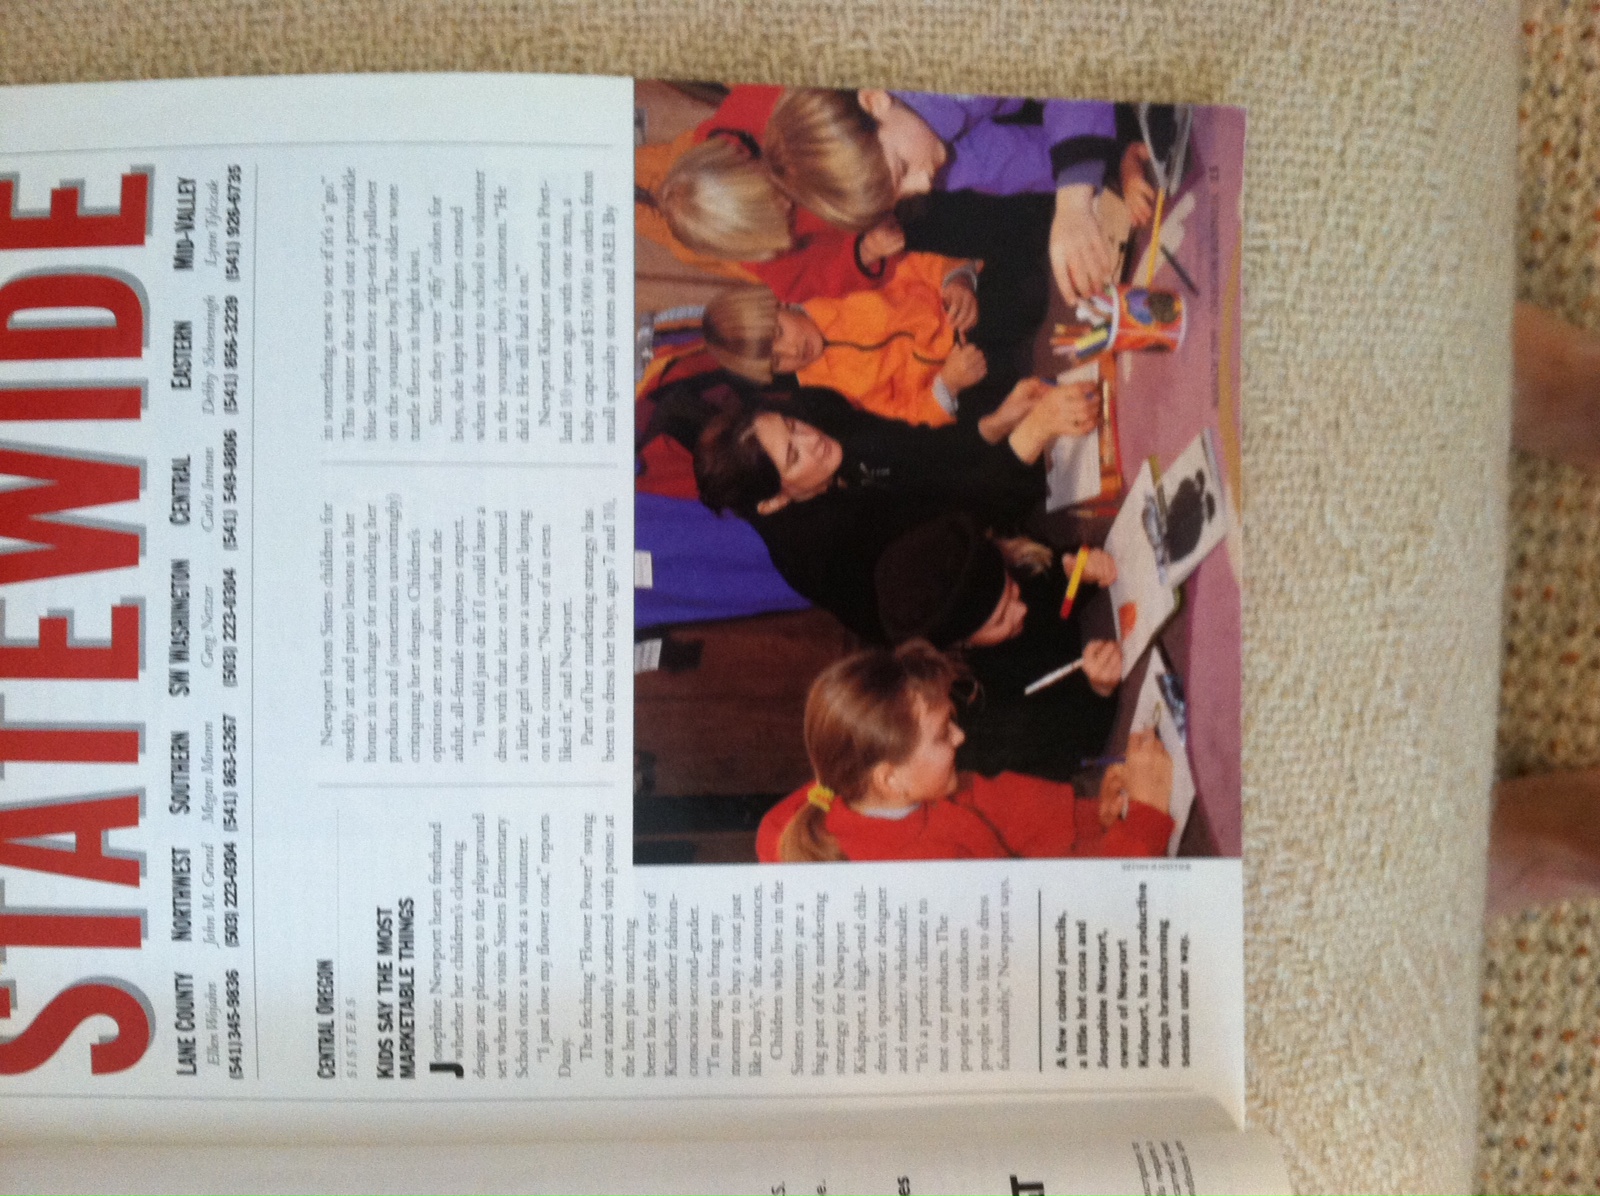 STATEWIDE
LANE COUNTY
Ellen Wojahn
(541)345-9836
NORTHWEST
John M. Grund
(503) 223-0304
SOUTHERN
Megan Monson
(541) 863-5267
SW WASHINGTON
Greg Netzer
(503) 223-0304
CENTRAL
Carla Inman
(541) 549-8806
EASTERN
Debby Schoeningh
(541) 856-3239
MID-VALLEY
Lynn Tylczak
(541) 926-6735
CENTRAL OREGON
SISTERS
KIDS SAY THE MOST
MARKETABLE THINGS
Josephine Newport hears firsthand
whether her children's clothing
designs are pleasing to the playground
set when she visits Sisters Elementary
School once a week as a volunteer.
"I just love my flower coat," reports
Daisy.
The fetching "Flower Power" swing
coat randomly scattered with posies at
the hem plus matching
beret has caught the eye of
Kimberly, another fashion-
conscious second-grader.
"I'm going to bring my
mommy to buy a coat just
like Daisy's," she announces.
Children who live in the
Sisters community are a
big part of the marketing
strategy for Newport
Kidsport, a high-end chil-
dren's sportswear designer
and retailer/wholesaler.
"It's a perfect climate to
test our products. The
people are outdoors
people who like to dress
fashionably," Newport says.
A few colored pencils,
a little hot cocoa and
Josephine Newport,
owner of Newport
Kidsport, has a productive
design brainstorming
session under way.
Newport hosts Sisters children for
weekly art and piano lessons in her
home in exchange for modeling her
products and (sometimes unwittingly)
critiquing her designs. Children's
opinions are not always what the
adult, all-female employees expect.
"I would just die if I could have a
dress with that lace on it," enthused
a little girl who saw a sample laying
on the counter. "None of us even
liked it," said Newport.
Part of her marketing strategy has
been to dress her boys, ages 7 and 10,
in something new to see if it's a "go."
This winter she tried out a periwinkle
blue Sherpa fleece zip-neck pullover
on the younger boy. The older wore
turtle fleece in bright kiwi.
Since they were "iffy" colors for
boys, she kept her fingers crossed
when she went to school to volunteer
in the younger boy's classroom. "He
did it. He still had it on."
Newport Kidsport started in Port-
land 10 years ago with one item, a
baby cape, and $15,000 in orders from
small specialty stores and REI. By
MARCH OREGON BUSINESS